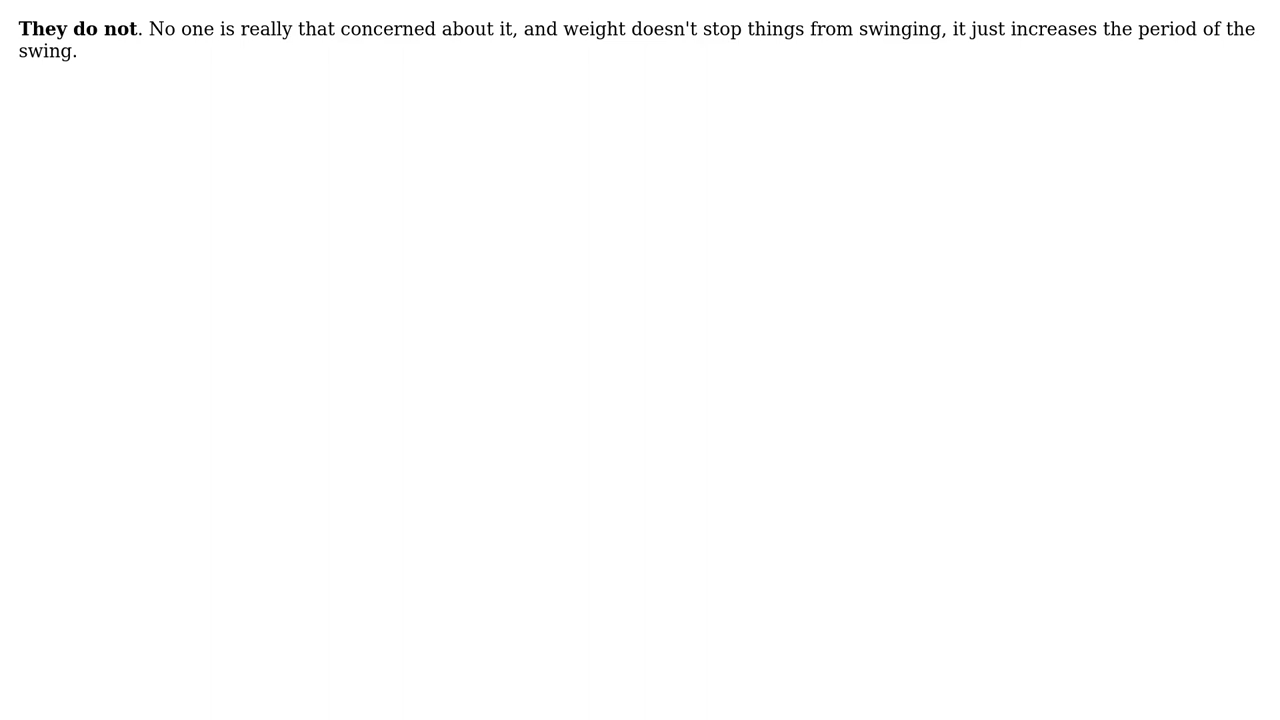 They do not. No one is really that concerned about it, and weight doesn't stop things from swinging, it just increases the period of the
swing.